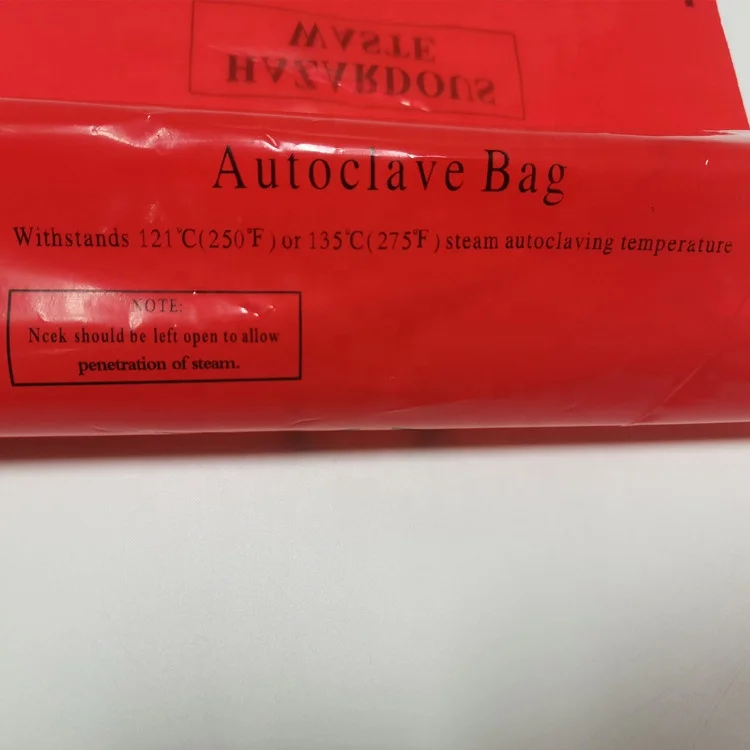 WASTE
HAZARDOUS
Autoclave Bag
Withstands 121℃(250℉) or 135℃(275℉) steam autoclaving temperature
NOTE:
Ncek should be left open to allow
penetration of steam.